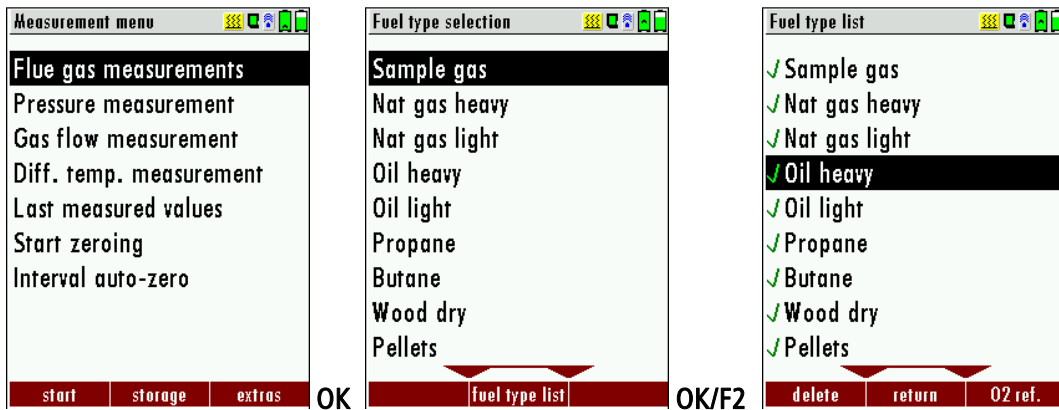 Measurement menu
Flue gas measurements
Pressure measurement
Gas flow measurement
Diff. temp. measurement
Last measured values
Start zeroing
Interval auto-zero
start storage extras
OK
Fuel type selection
Sample gas
Nat gas heavy
Nat gas light
Oil heavy
Oil light
Propane
Butane
Wood dry
Pellets
fuel type list
OK/F2
Fuel type list
Sample gas
Nat gas heavy
Nat gas light
Oil heavy
Oil light
Propane
Butane
Wood dry
Pellets
delete return O2 ref.